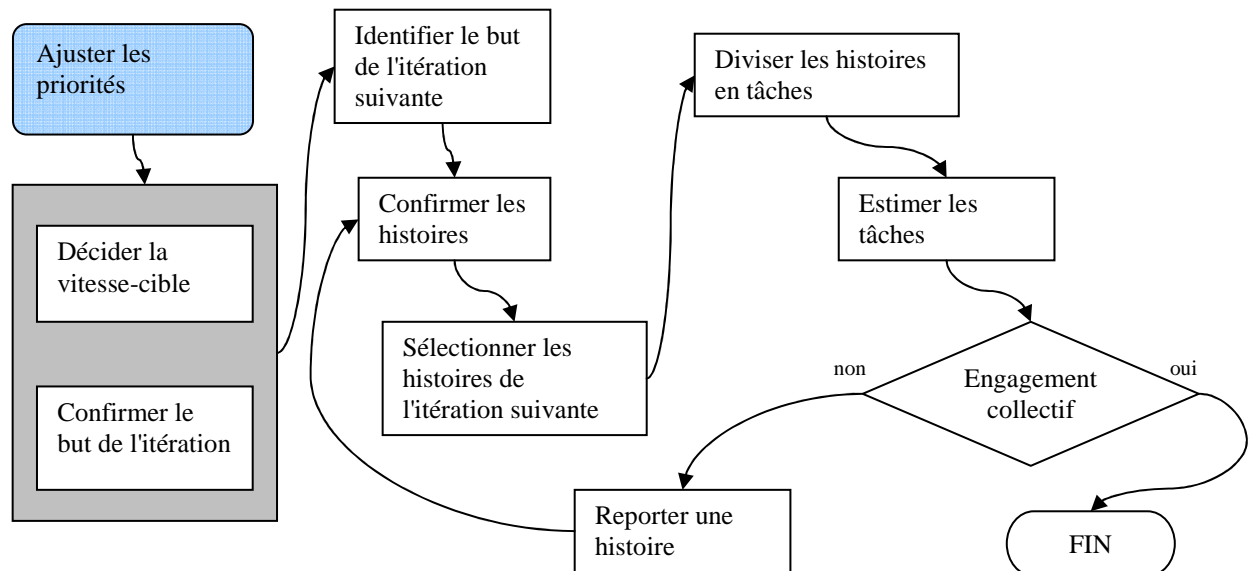 Ajuster les
priorités
Décider la
vitesse-cible
Confirmer le
but de l'itération
Identifier le but
de l'itération
suivante
Confirmer les
histoires
Sélectionner les
histoires de
l'itération suivante
Diviser les histoires
en tâches
Estimer les
tâches
Engagement
collectif
non
oui
Reporter une
histoire
FIN